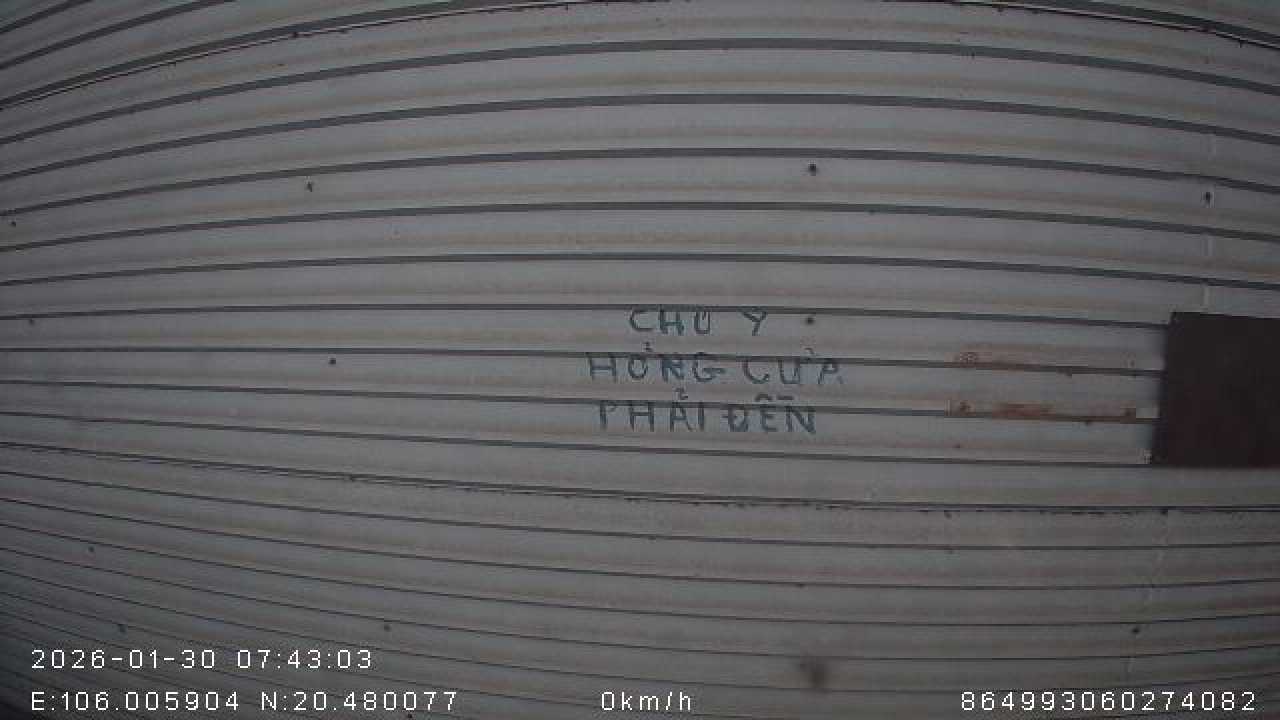 CHÚ Ý
HỎNG CỬA
PHẢI ĐỀN
2026-01-30 07:43:03
E:106.005904 N:20.480077 0km/h 864993060274082